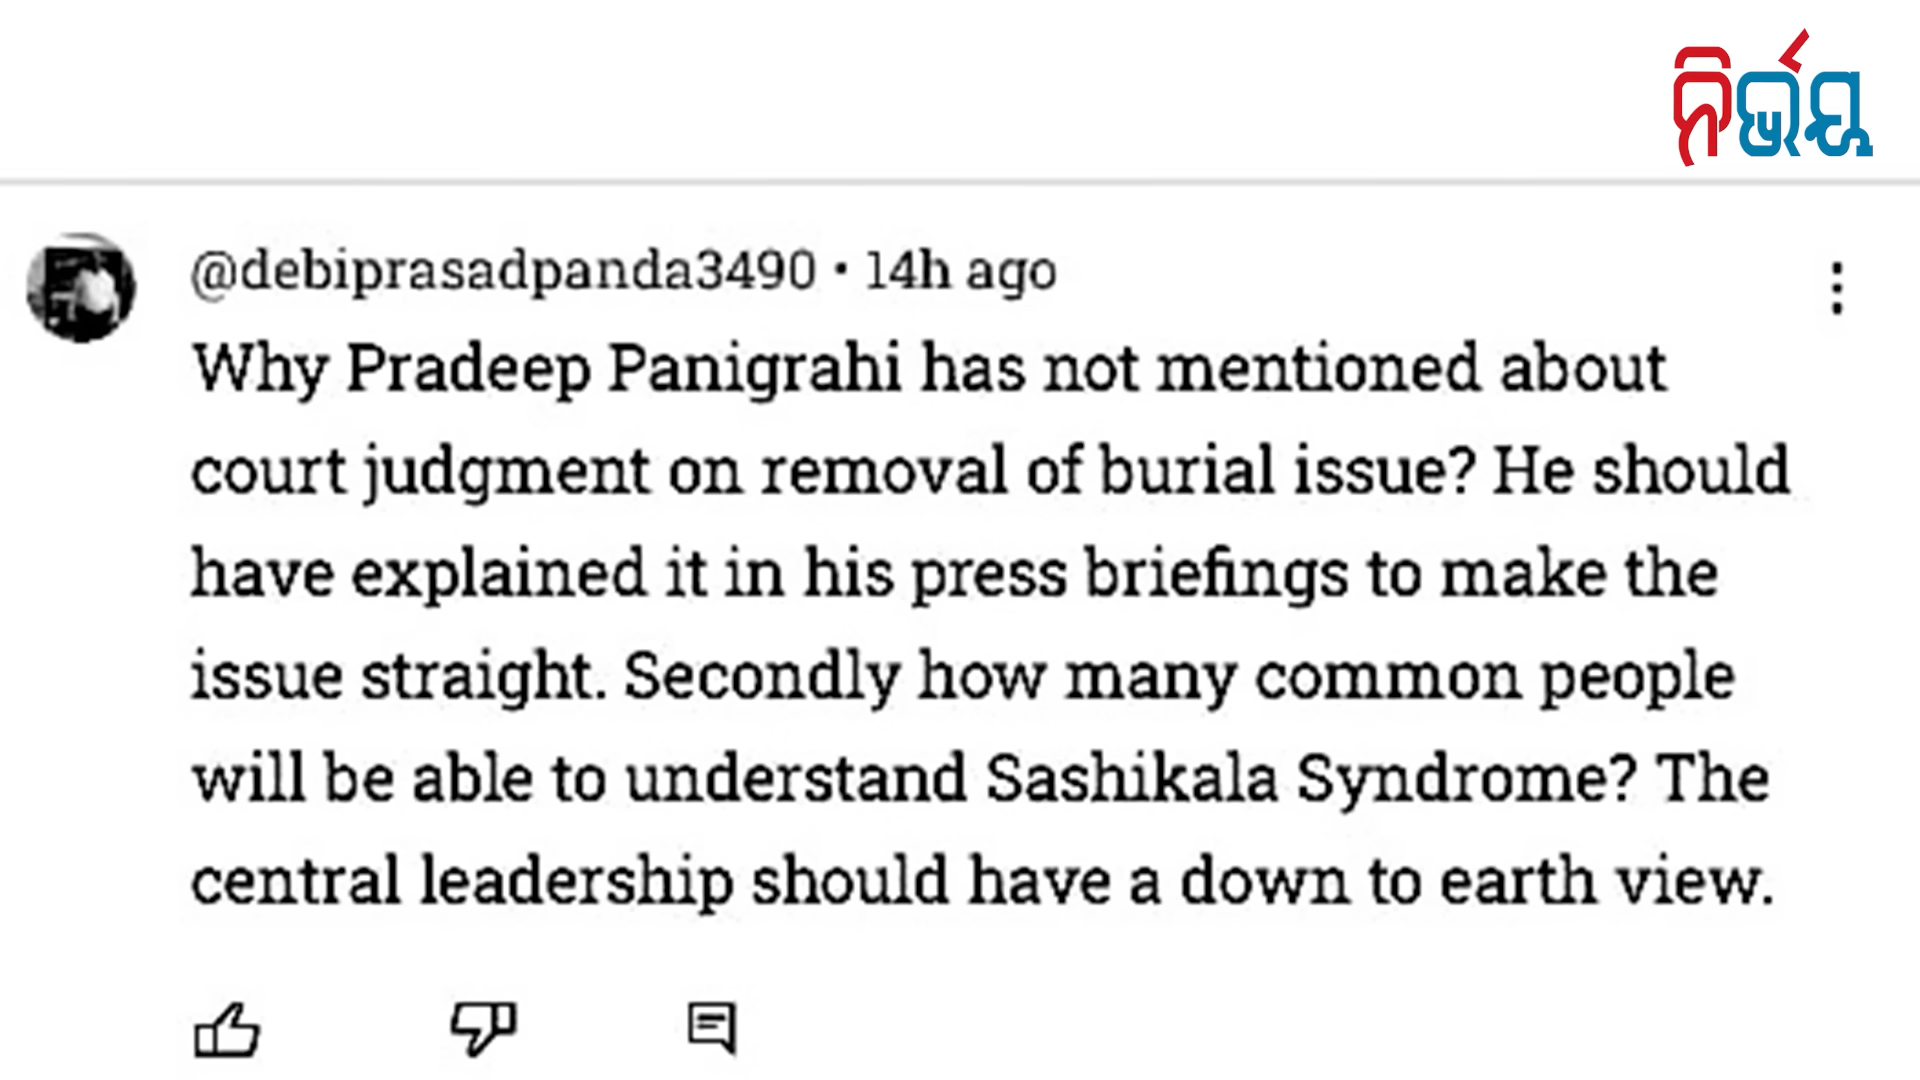 ନିର୍ଭୟ
@debiprasadpanda3490 · 14h ago
Why Pradeep Panigrahi has not mentioned about
court judgment on removal of burial issue? He should
have explained it in his press briefings to make the
issue straight. Secondly how many common people
will be able to understand Sashikala Syndrome? The
central leadership should have a down to earth view.